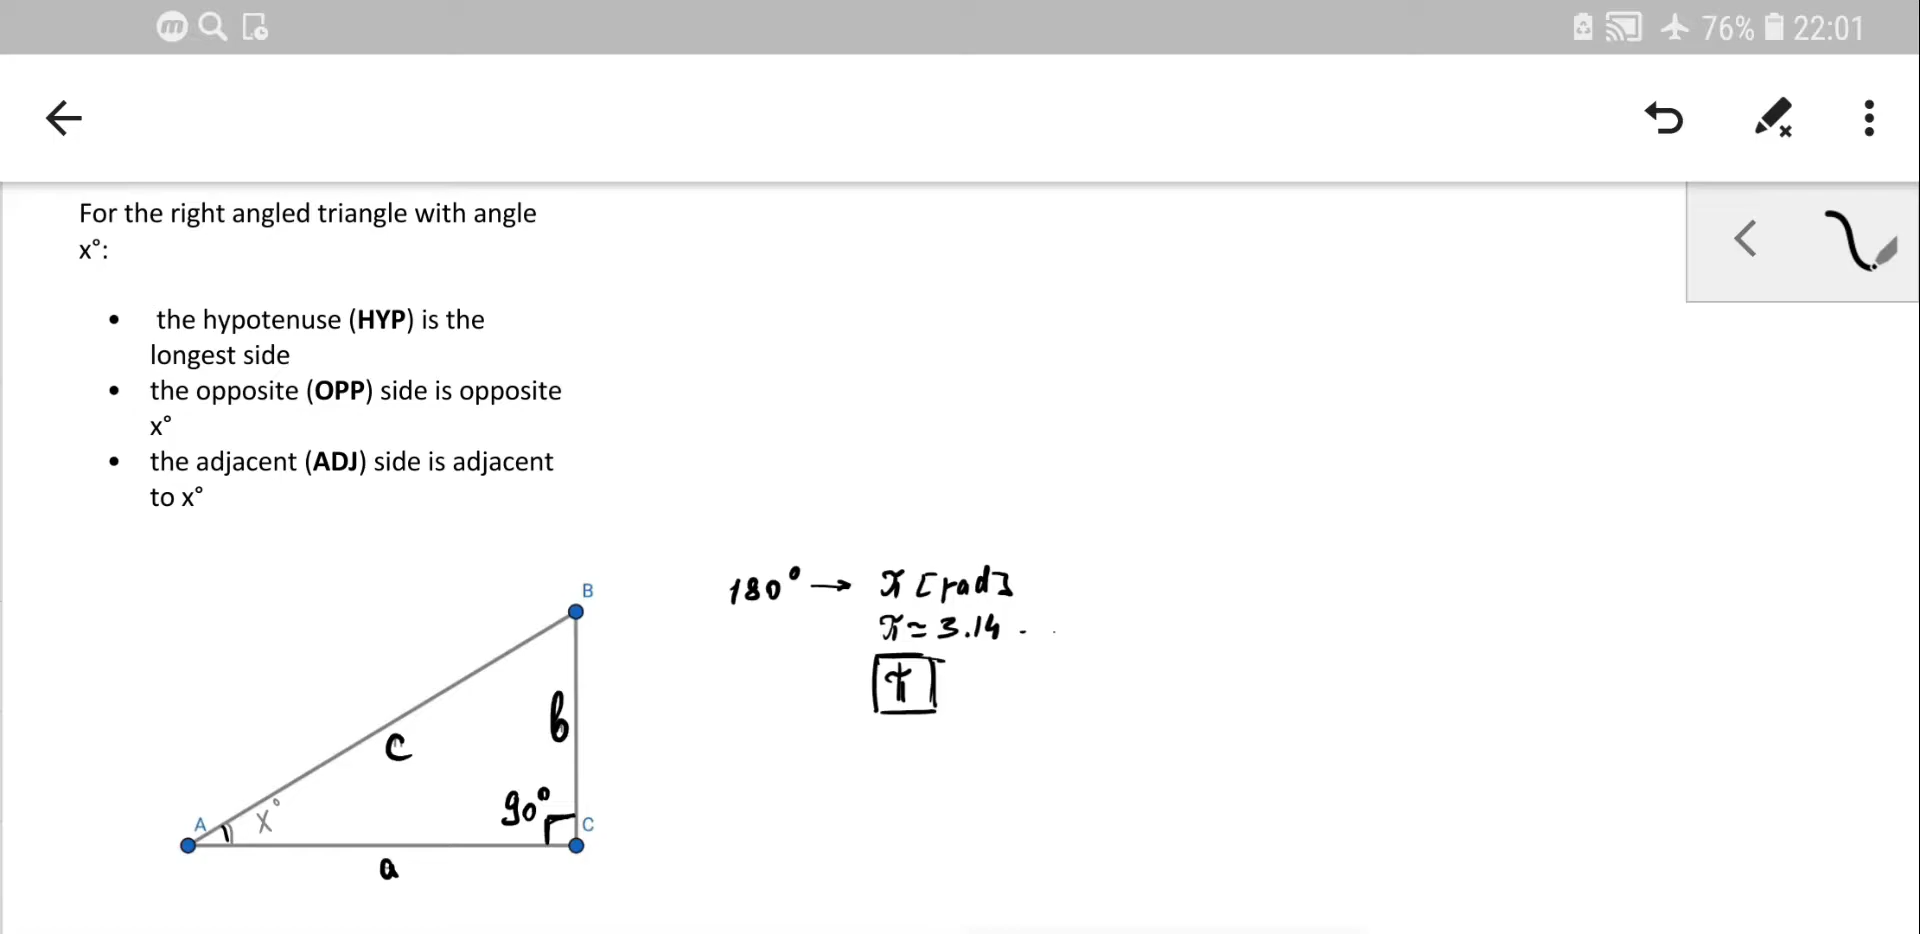 76% 22:01
For the right angled triangle with angle
x°:
• the hypotenuse (HYP) is the
longest side
• the opposite (OPP) side is opposite
x°
• the adjacent (ADJ) side is adjacent
to x°
180° → π [rad]
π ≃ 3.14 . .
π
B
b
c
90°
A
x°
C
a